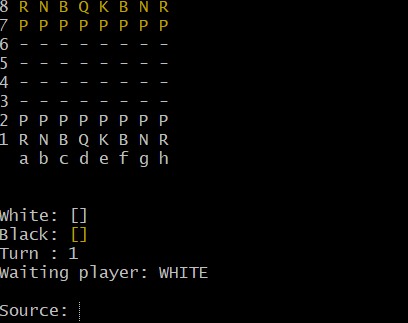 8 R N B Q K B N R
7 P P P P P P P P
6 - - - - - - - -
5 - - - - - - - -
4 - - - - - - - -
3 - - - - - - - -
2 P P P P P P P P
1 R N B Q K B N R
a b c d e f g h
White: []
Black: []
Turn : 1
Waiting player: WHITE
Source: